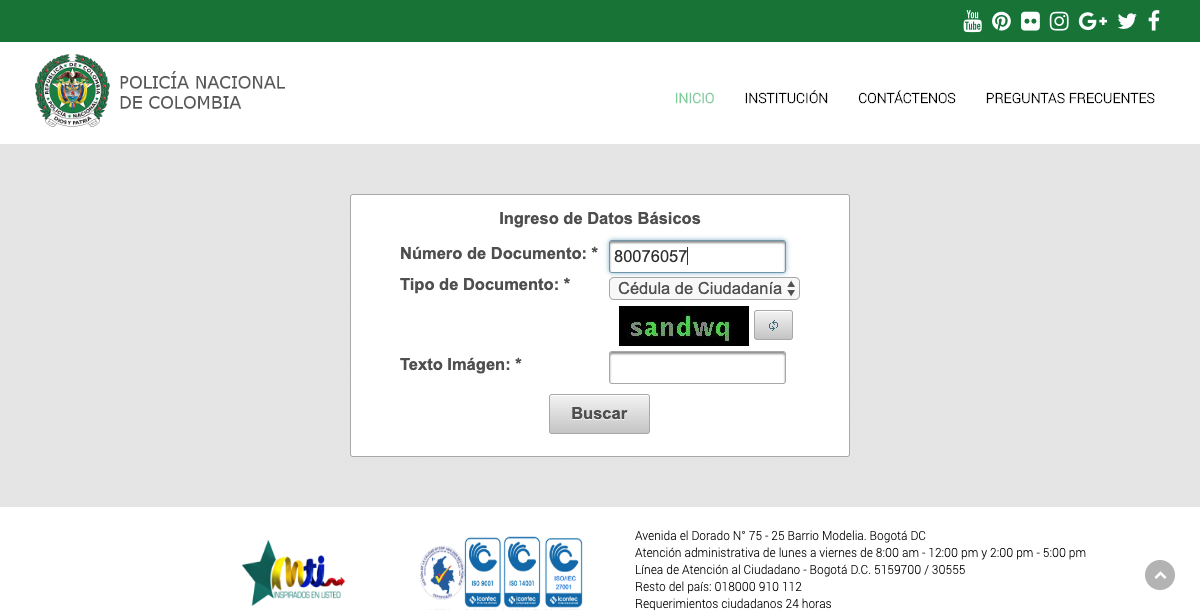 You
Tube
POLICÍA NACIONAL
DE COLOMBIA
INICIO INSTITUCIÓN CONTÁCTENOS PREGUNTAS FRECUENTES
Ingreso de Datos Básicos
Número de Documento: * 80076057
Tipo de Documento: * Cédula de Ciudadanía
sandwq
Texto Imágen: *
Buscar
Avenida el Dorado N° 75 - 25 Barrio Modelia. Bogotá DC
Atención administrativa de lunes a viernes de 8:00 am - 12:00 pm y 2:00 pm - 5:00 pm
Línea de Atención al Ciudadano - Bogotá D.C. 5159700 / 30555
Resto del país: 018000 910 112
Requerimientos ciudadanos 24 horas
INSPIRADOS EN USTED
ISO 9001 ISO 14001 ISO/IEC
27001
icontec icontec icontec